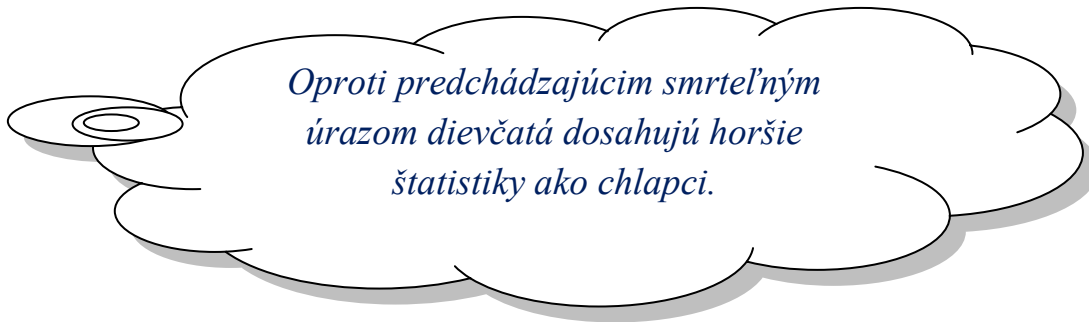 Oproti predchádzajúcim smrteľným
úrazom dievčatá dosahujú horšie
štatistiky ako chlapci.